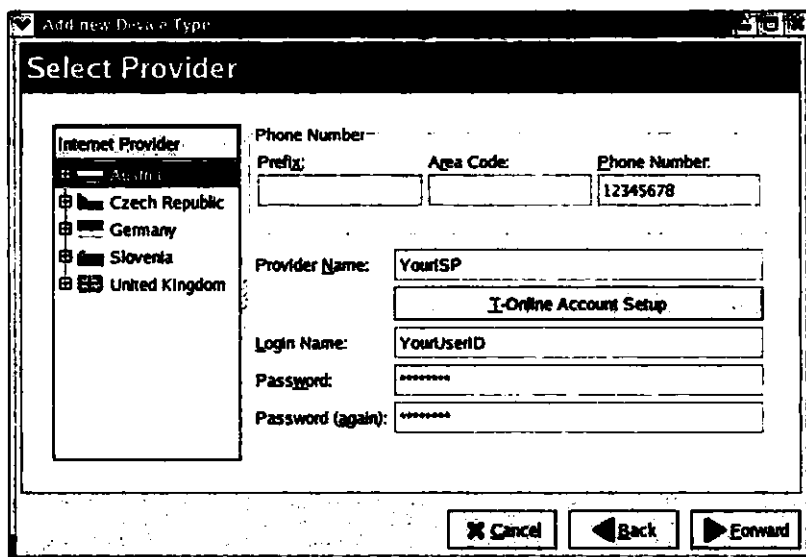 Add new Device Type
Select Provider
Internet Provider
Austria
Czech Republic
Germany
Slovenia
United Kingdom
Phone Number
Prefix: Area Code: Phone Number:
12345678
Provider Name: YourISP
T-Online Account Setup
Login Name: YourUserID
Password: ********
Password (again): ********
Cancel Back Forward